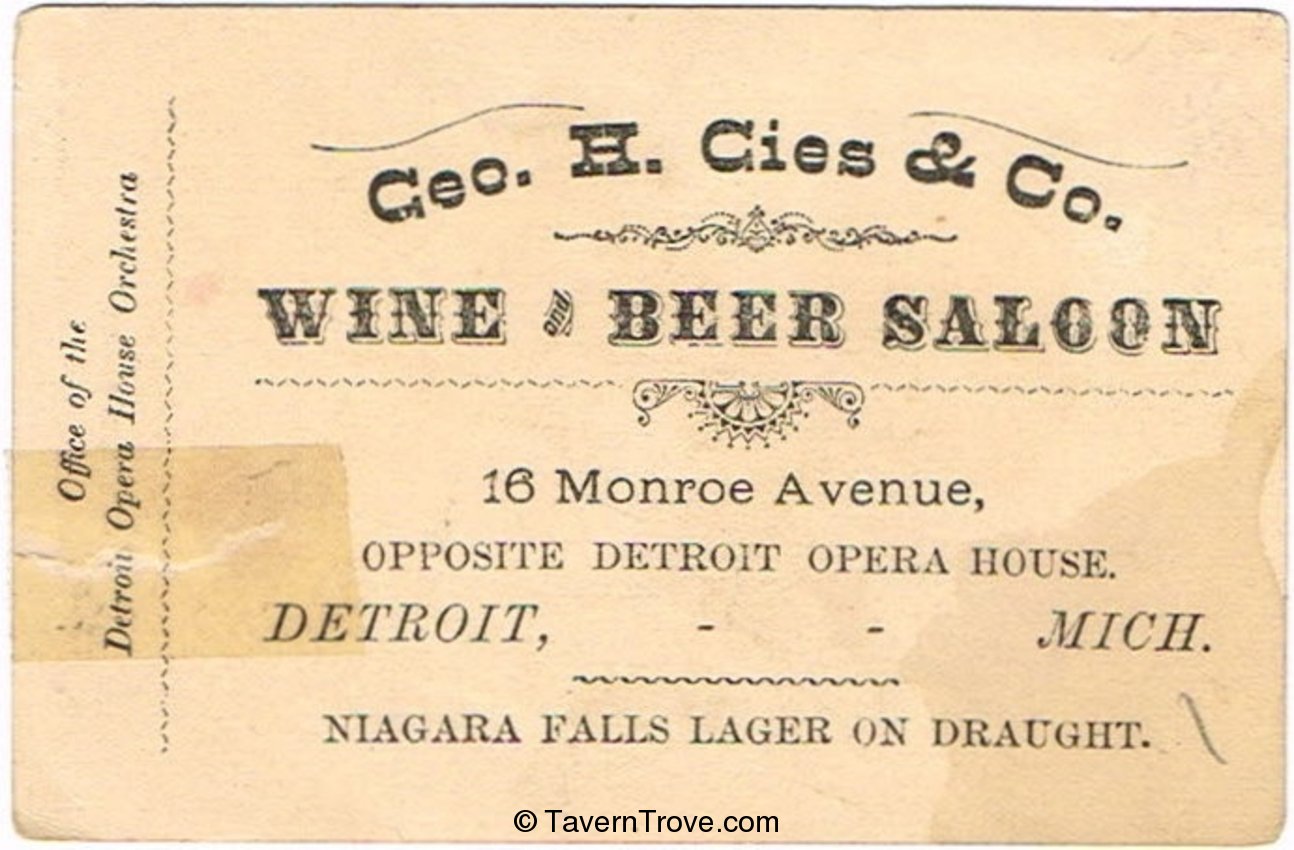 Office of the
Detroit Opera House Orchestra
Geo. H. Cies & Co.
WINE AND BEER SALOON
16 Monroe Avenue,
OPPOSITE DETROIT OPERA HOUSE.
DETROIT, - - MICH.
NIAGARA FALLS LAGER ON DRAUGHT.
© TavernTrove.com